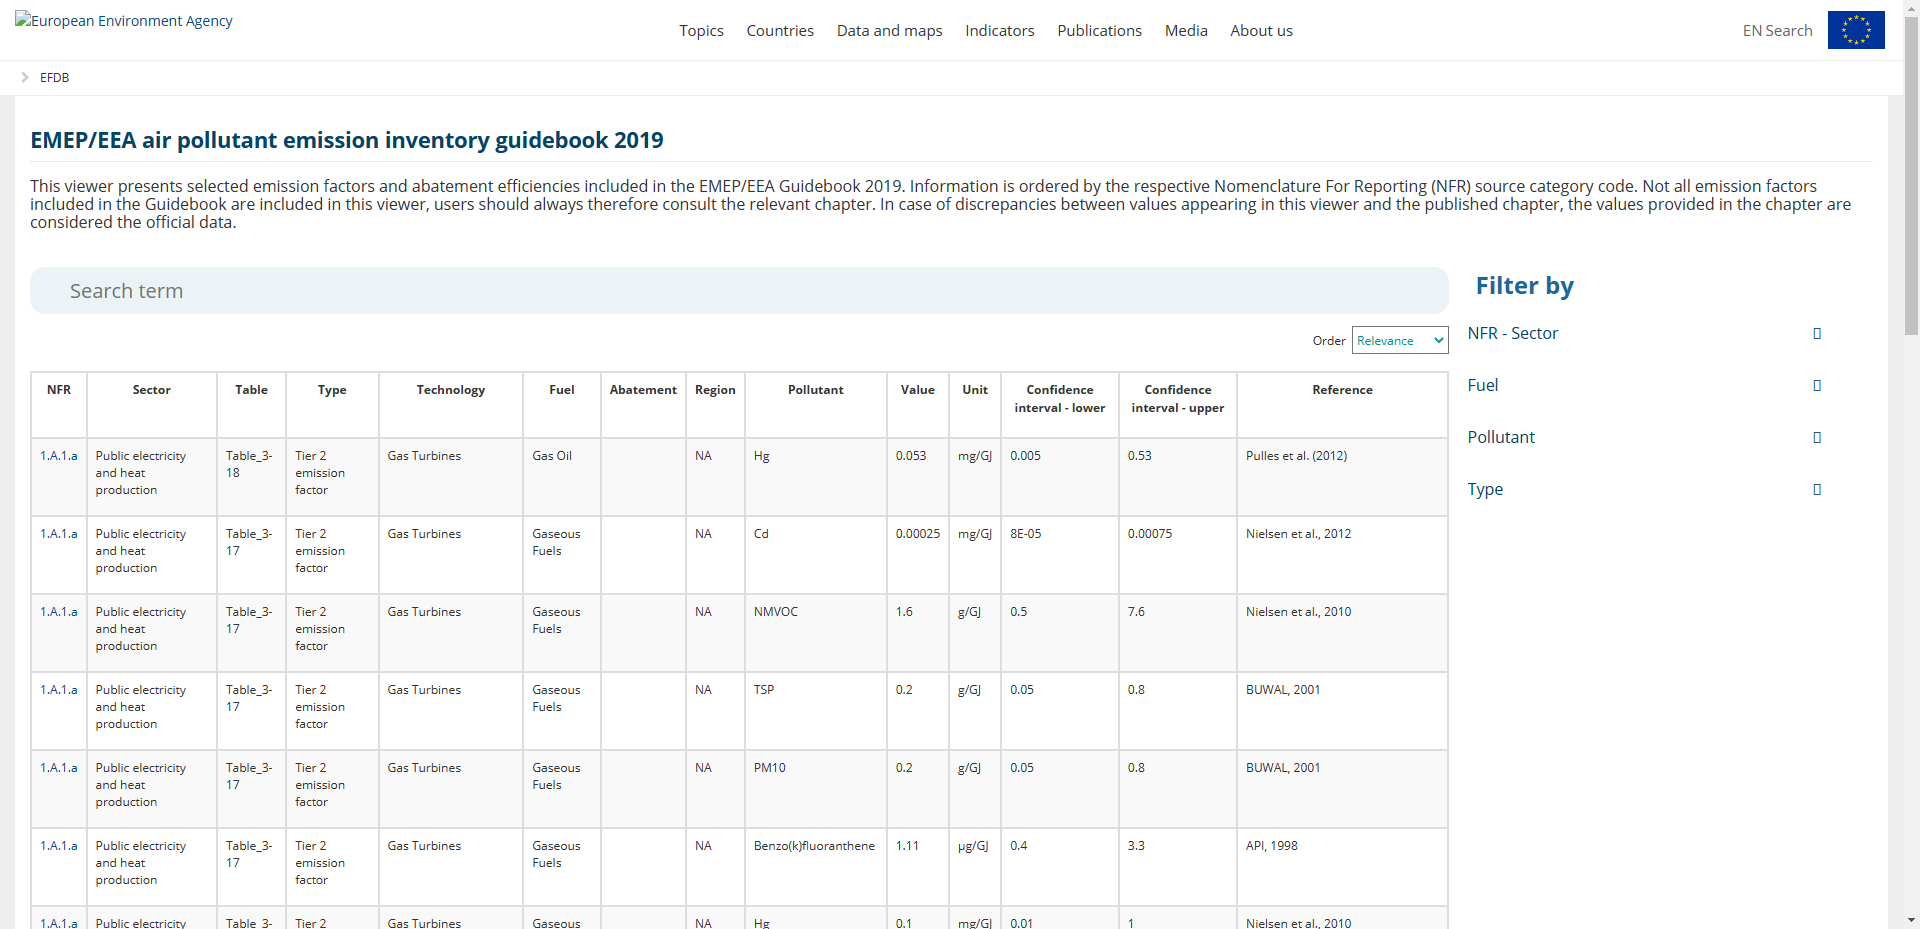 European Environment Agency
Topics Countries Data and maps Indicators Publications Media About us
EN Search
EFDB
EMEP/EEA air pollutant emission inventory guidebook 2019
This viewer presents selected emission factors and abatement efficiencies included in the EMEP/EEA Guidebook 2019. Information is ordered by the respective Nomenclature For Reporting (NFR) source category code. Not all emission factors
included in the Guidebook are included in this viewer, users should always therefore consult the relevant chapter. In case of discrepancies between values appearing in this viewer and the published chapter, the values provided in the chapter are
considered the official data.
Search term
Order Relevance
Filter by
NFR - Sector
Fuel
Pollutant
Type
NFR Sector Table Type Technology Fuel Abatement Region Pollutant Value Unit Confidence Confidence Reference
interval - lower interval - upper
1.A.1.a Public electricity Table_3- Tier 2 Gas Turbines Gas Oil NA Hg 0.053 mg/GJ 0.005 0.53 Pulles et al. (2012)
and heat 18 emission
production factor
1.A.1.a Public electricity Table_3- Tier 2 Gas Turbines Gaseous NA Cd 0.00025 mg/GJ 8E-05 0.00075 Nielsen et al., 2012
and heat 17 emission Fuels
production factor
1.A.1.a Public electricity Table_3- Tier 2 Gas Turbines Gaseous NA NMVOC 1.6 g/GJ 0.5 7.6 Nielsen et al., 2010
and heat 17 emission Fuels
production factor
1.A.1.a Public electricity Table_3- Tier 2 Gas Turbines Gaseous NA TSP 0.2 g/GJ 0.05 0.8 BUWAL, 2001
and heat 17 emission Fuels
production factor
1.A.1.a Public electricity Table_3- Tier 2 Gas Turbines Gaseous NA PM10 0.2 g/GJ 0.05 0.8 BUWAL, 2001
and heat 17 emission Fuels
production factor
1.A.1.a Public electricity Table_3- Tier 2 Gas Turbines Gaseous NA Benzo(k)fluoranthene 1.11 µg/GJ 0.4 3.3 API, 1998
and heat 17 emission Fuels
production factor
1.A.1.a Public electricity Table_3- Tier 2 Gas Turbines Gaseous NA Hg 0.1 mg/GJ 0.01 1 Nielsen et al., 2010